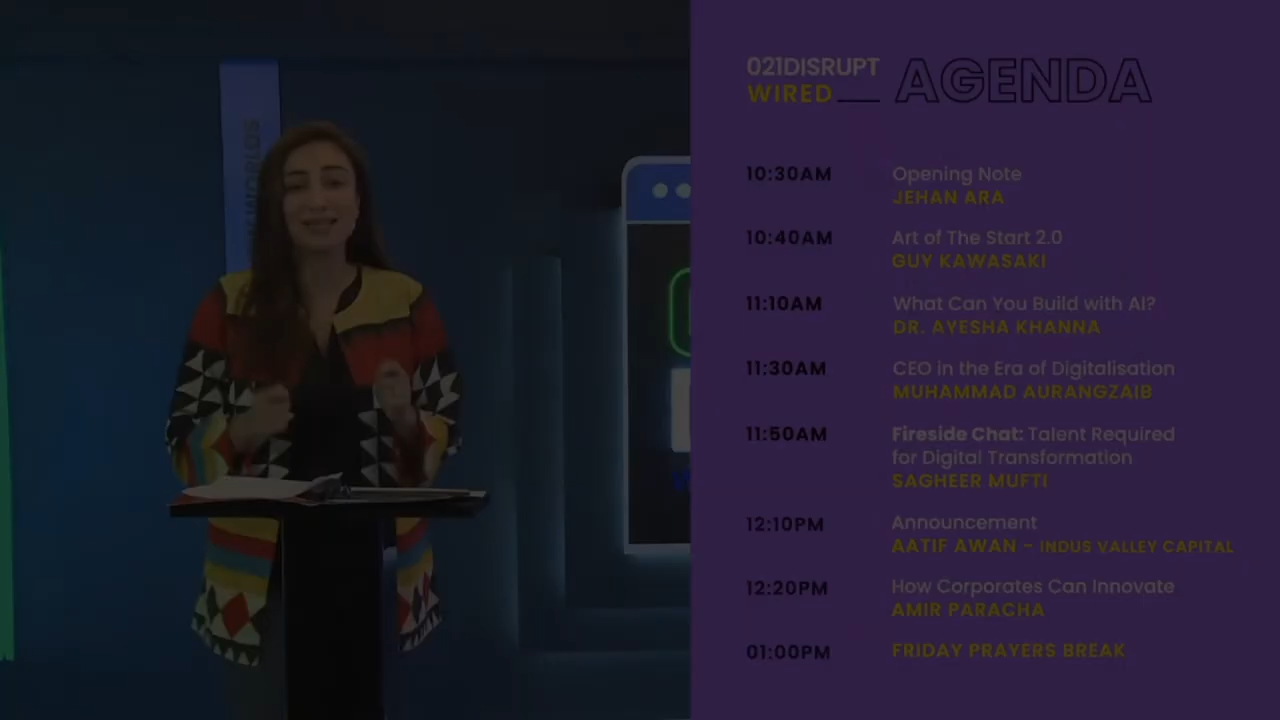 021DISRUPT
WIRED
AGENDA
10:30AM
Opening Note
JEHAN ARA
10:40AM
Art of The Start 2.0
GUY KAWASAKI
11:10AM
What Can You Build with AI?
DR. AYESHA KHANNA
11:30AM
CEO in the Era of Digitalisation
MUHAMMAD AURANGZAIB
11:50AM
Fireside Chat: Talent Required
for Digital Transformation
SAGHEER MUFTI
12:10PM
Announcement
AATIF AWAN - INDUS VALLEY CAPITAL
12:20PM
How Corporates Can Innovate
AMIR PARACHA
01:00PM
FRIDAY PRAYERS BREAK